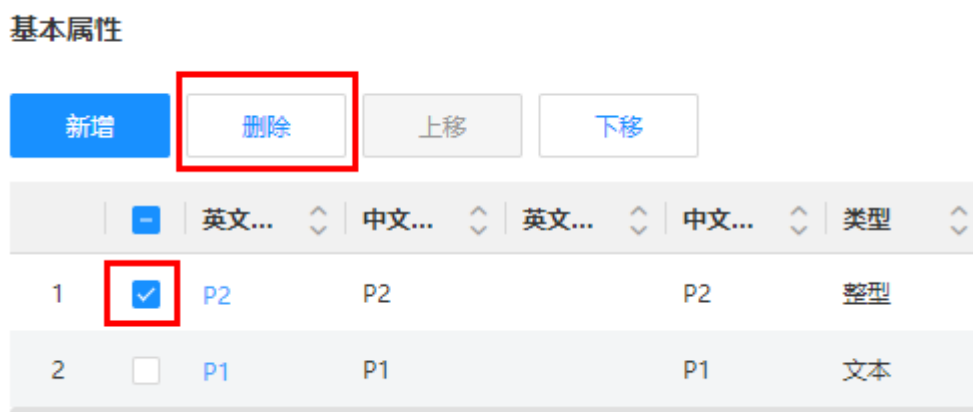 基本属性
新增 删除 上移 下移
英文... 中文... 英文... 中文... 类型
1 P2 P2 P2 整型
2 P1 P1 P1 文本